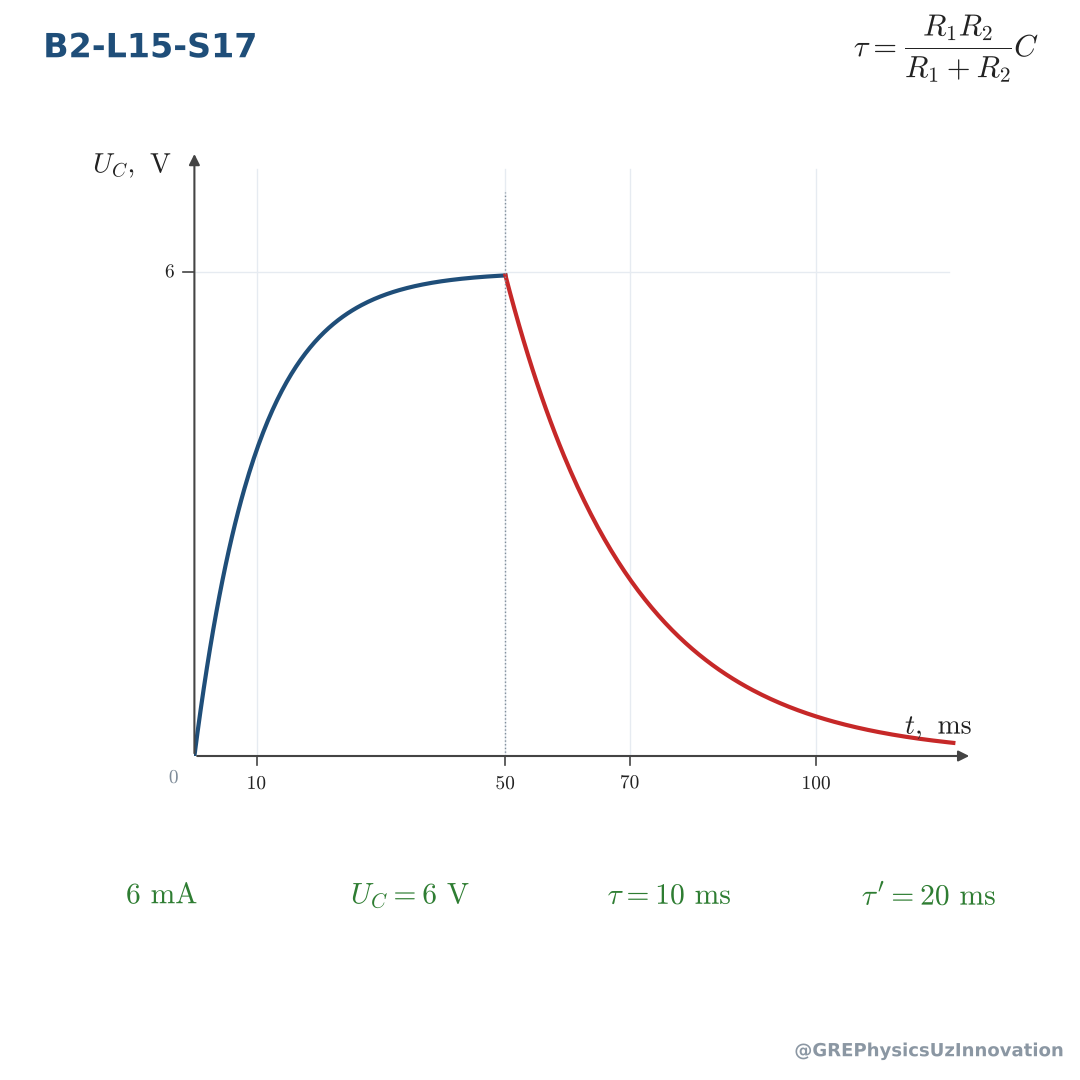 B2-L15-S17
τ = R₁R₂ / (R₁ + R₂) C
U_C, V
6
t, ms
0 10 50 70 100
6 mA U_C = 6 V τ = 10 ms τ′ = 20 ms
@GREPhysicsUzInnovation